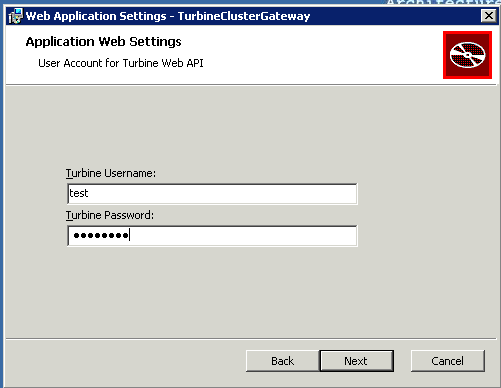 Architecture
Web Application Settings - TurbineClusterGateway
Application Web Settings
User Account for Turbine Web API
Turbine Username:
test
Turbine Password:
●●●●●●●●
Back
Next
Cancel